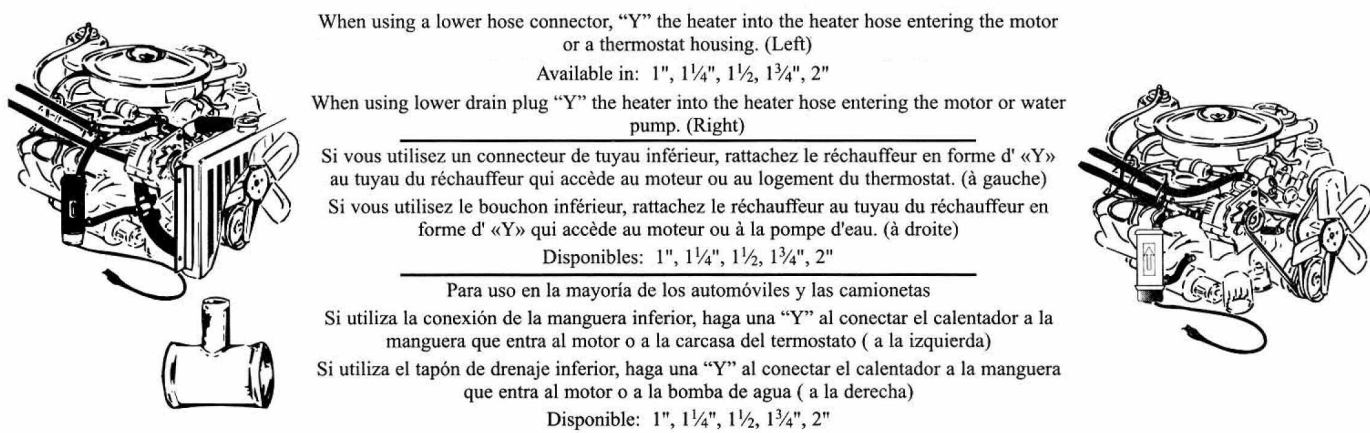 When using a lower hose connector, “Y” the heater into the heater hose entering the motor
or a thermostat housing. (Left)
Available in: 1", 1¼", 1½, 1¾", 2"
When using lower drain plug “Y” the heater into the heater hose entering the motor or water
pump. (Right)
Si vous utilisez un connecteur de tuyau inférieur, rattachez le réchauffeur en forme d' «Y»
au tuyau du réchauffeur qui accède au moteur ou au logement du thermostat. (à gauche)
Si vous utilisez le bouchon inférieur, rattachez le réchauffeur au tuyau du réchauffeur en
forme d' «Y» qui accède au moteur ou à la pompe d'eau. (à droite)
Disponibles: 1", 1¼", 1½, 1¾", 2"
Para uso en la mayoría de los automóviles y las camionetas
Si utiliza la conexión de la manguera inferior, haga una “Y” al conectar el calentador a la
manguera que entra al motor o a la carcasa del termostato ( a la izquierda)
Si utiliza el tapón de drenaje inferior, haga una “Y” al conectar el calentador a la manguera
que entra al motor o a la bomba de agua ( a la derecha)
Disponible: 1", 1¼", 1½, 1¾", 2"